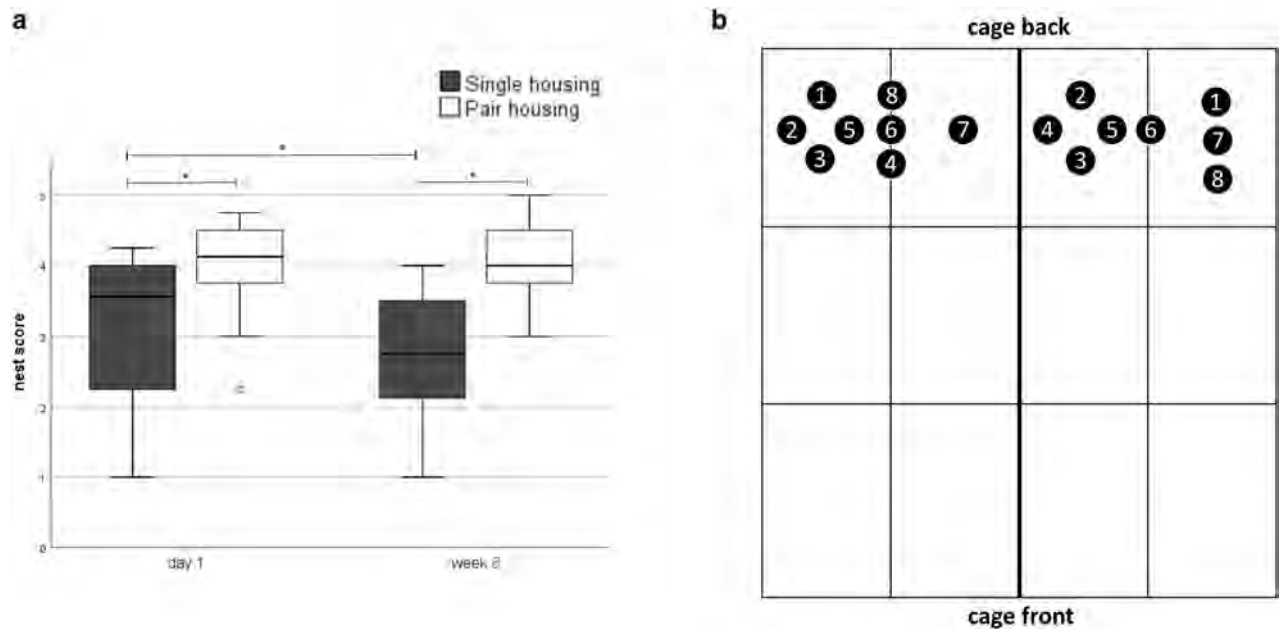 a
Single housing
Pair housing
*
* *
nest score
5
4
3
2
1
0
day 1
week 8
b
cage back
1 8 2 1
2 5 6 7 4 5 6 7
3 4 3 8
cage front